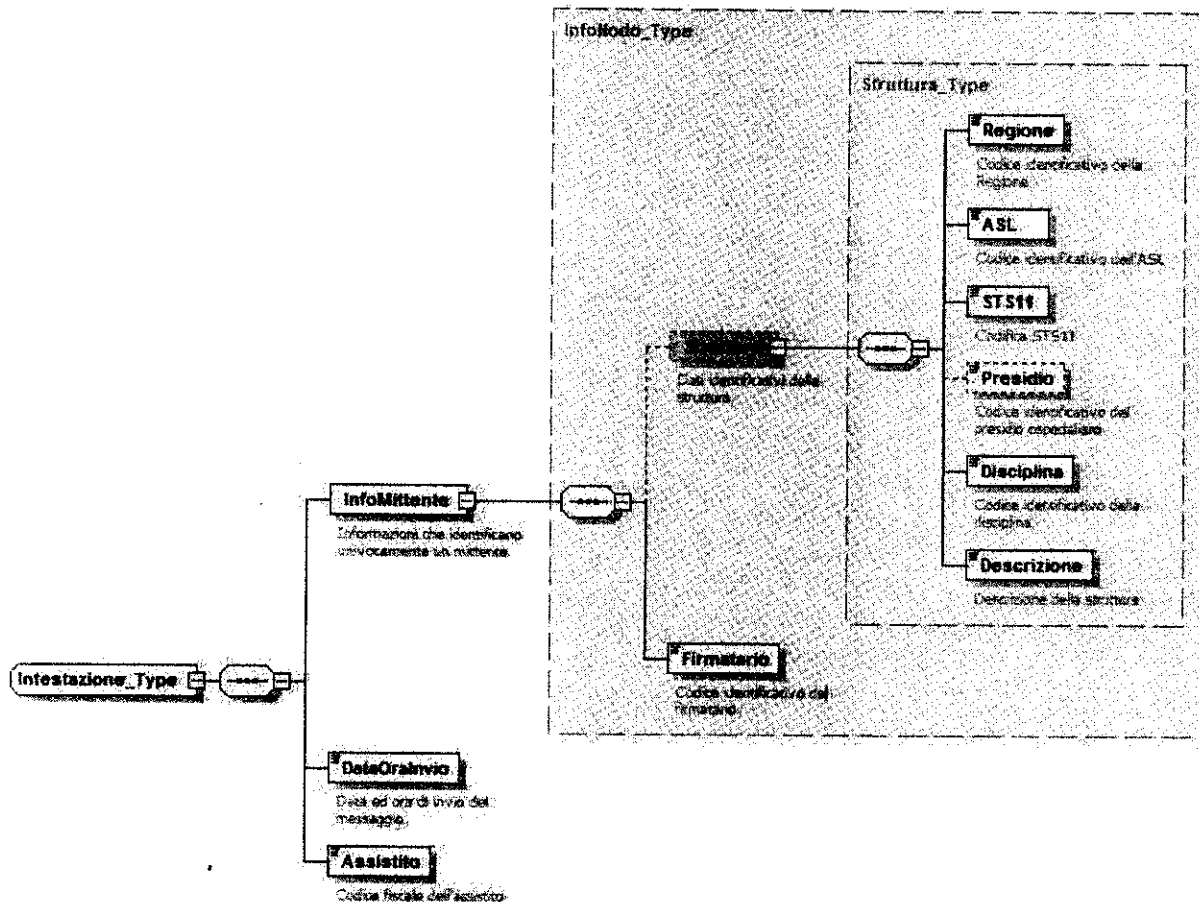 InfoNodo_Type
Struttura_Type
Regione
Codice identificativo della
Regione
ASL
Codice identificativo dell'ASL
STS11
Codifica STS11
Dati identificativi della
struttura
Presidio
Codice identificativo del
presidio ospedaliero
Disciplina
Codice identificativo della
disciplina
Descrizione
Descrizione della struttura
InfoMittente
Informazioni che identificano
univocamente un mittente
Firmatario
Codice identificativo del
firmatario
Intestazione_Type
DataOraInvio
Data ed ora di invio del
messaggio
Assistito
Codice fiscale dell'assistito